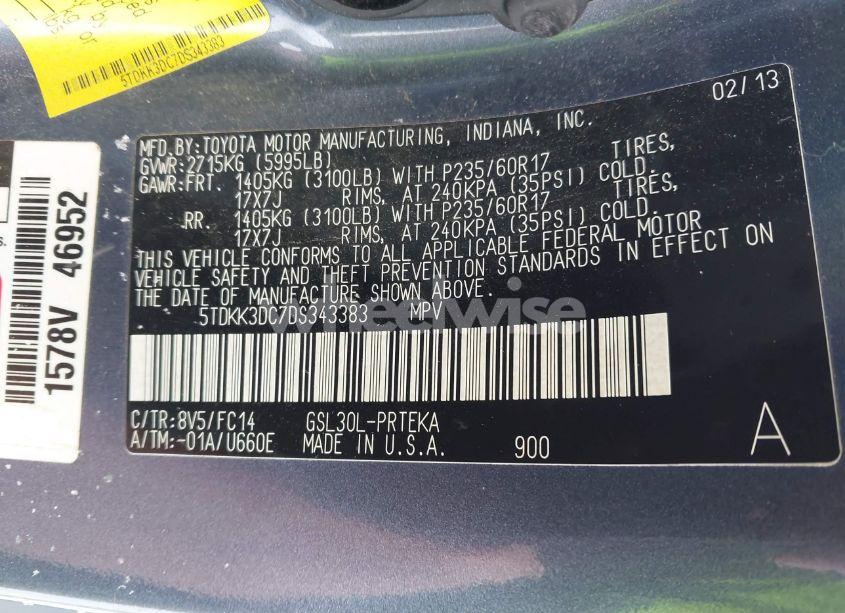 5TDKK3DC7DS343383
1578V 46952
02/13
MFD.BY:TOYOTA MOTOR MANUFACTURING, INDIANA, INC.
GVWR:2715KG (5995LB)
GAWR:FRT. 1405KG (3100LB) WITH P235/60R17 TIRES,
17X7J RIMS, AT 240KPA (35PSI) COLD.
RR. 1405KG (3100LB) WITH P235/60R17 TIRES,
17X7J RIMS, AT 240KPA (35PSI) COLD.
THIS VEHICLE CONFORMS TO ALL APPLICABLE FEDERAL MOTOR
VEHICLE SAFETY AND THEFT PREVENTION STANDARDS IN EFFECT ON
THE DATE OF MANUFACTURE SHOWN ABOVE.
5TDKK3DC7DS343383 MPV
wheelwise
C/TR:8V5/FC14 GSL30L-PRTEKA
A/TM:-01A/U660E MADE IN U.S.A. 900 A